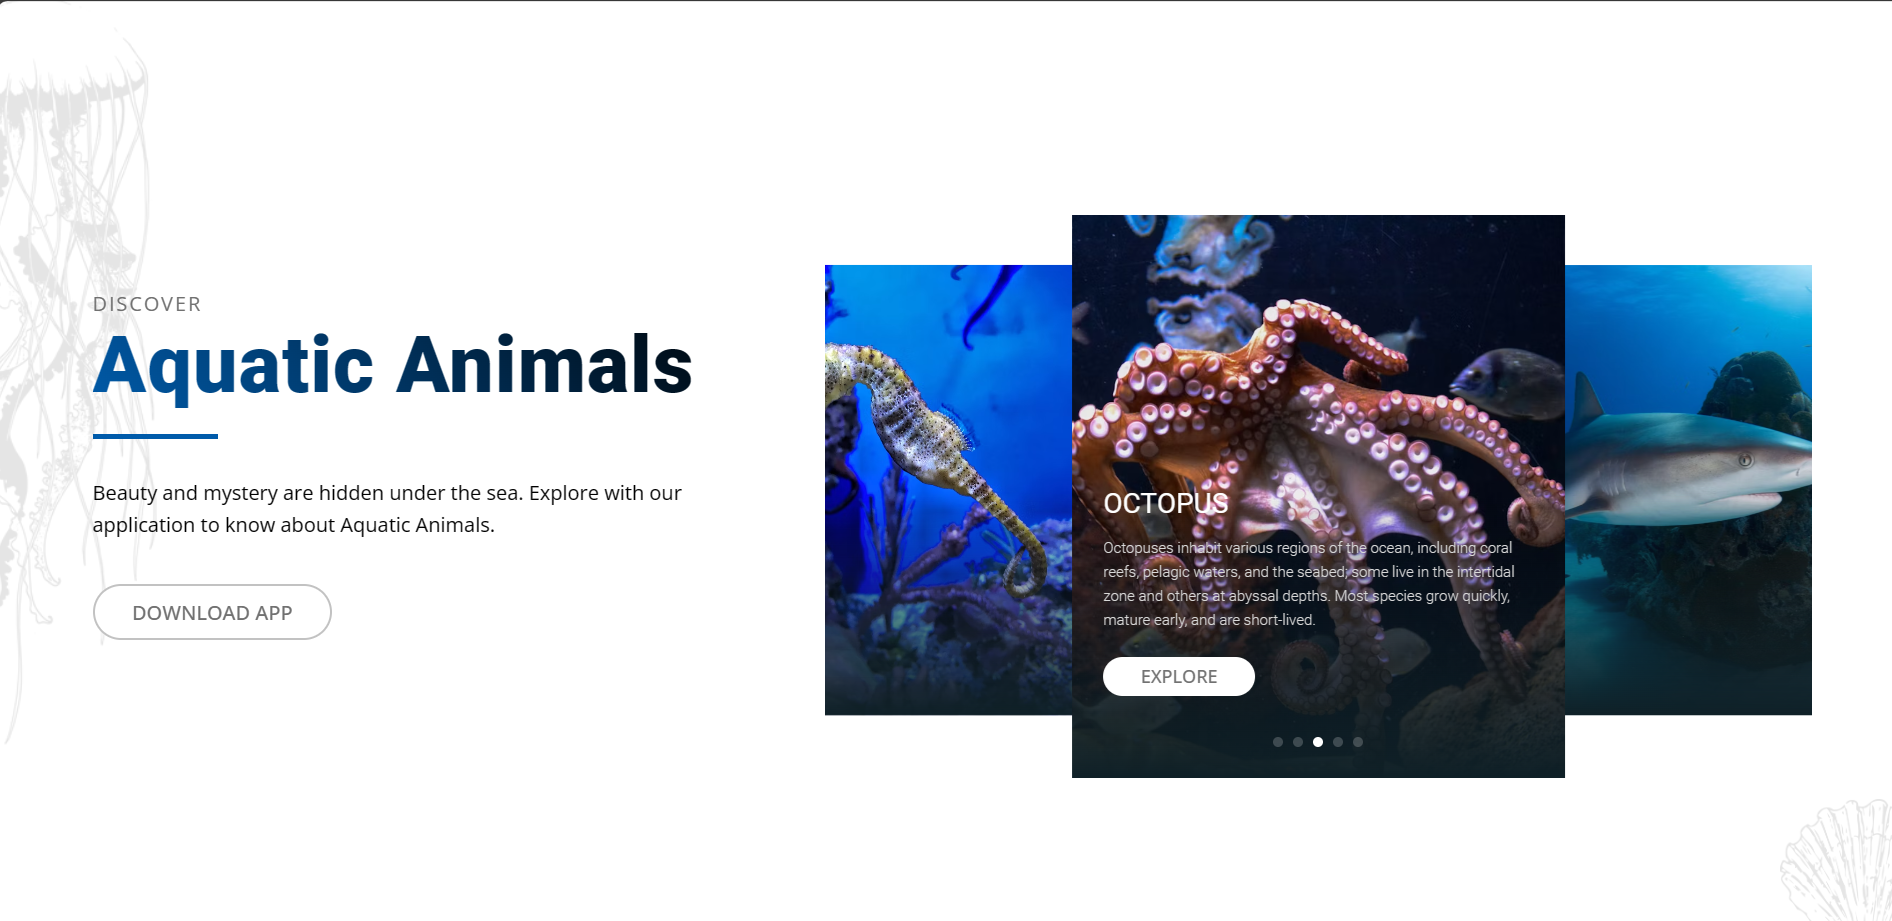 DISCOVER
Aquatic Animals
Beauty and mystery are hidden under the sea. Explore with our
application to know about Aquatic Animals.
DOWNLOAD APP
OCTOPUS
Octopuses inhabit various regions of the ocean, including coral
reefs, pelagic waters, and the seabed; some live in the intertidal
zone and others at abyssal depths. Most species grow quickly,
mature early, and are short-lived.
EXPLORE